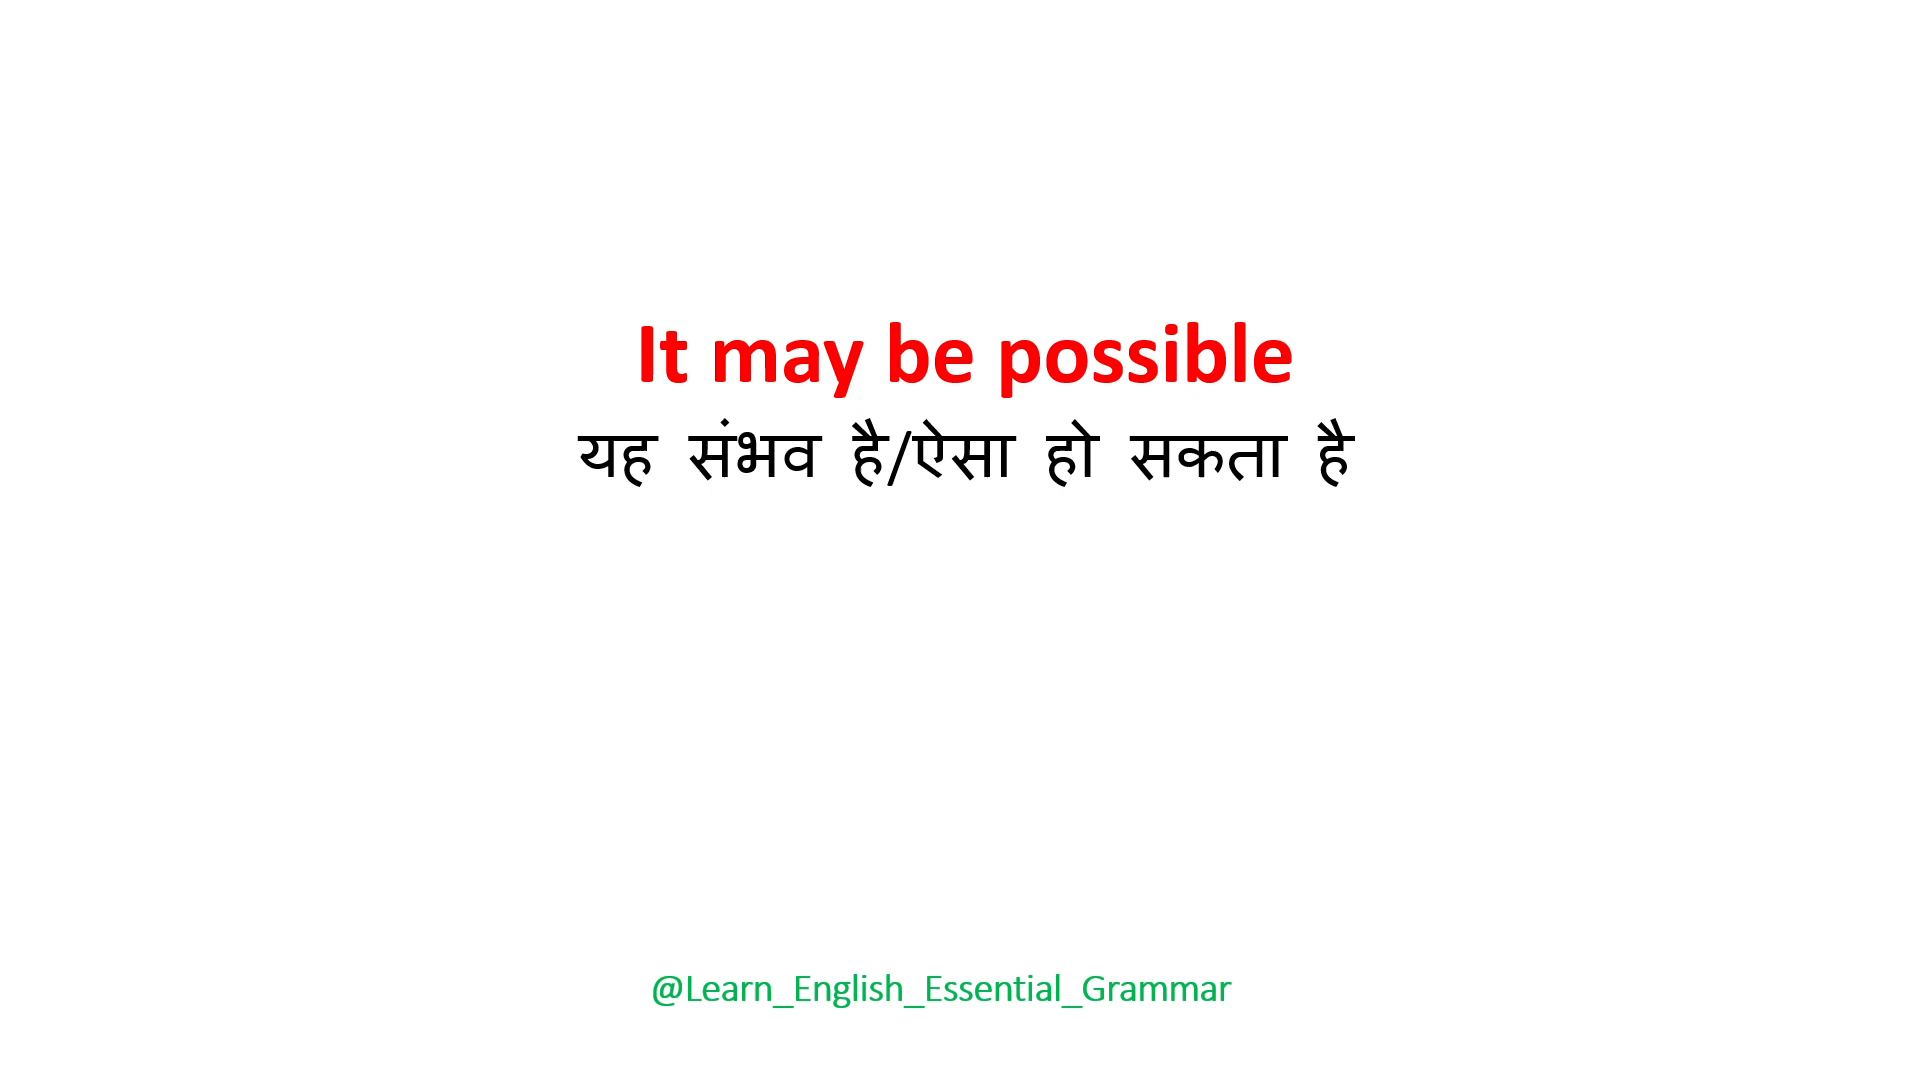 It may be possible
यह संभव है/ऐसा हो सकता है
@Learn_English_Essential_Grammar